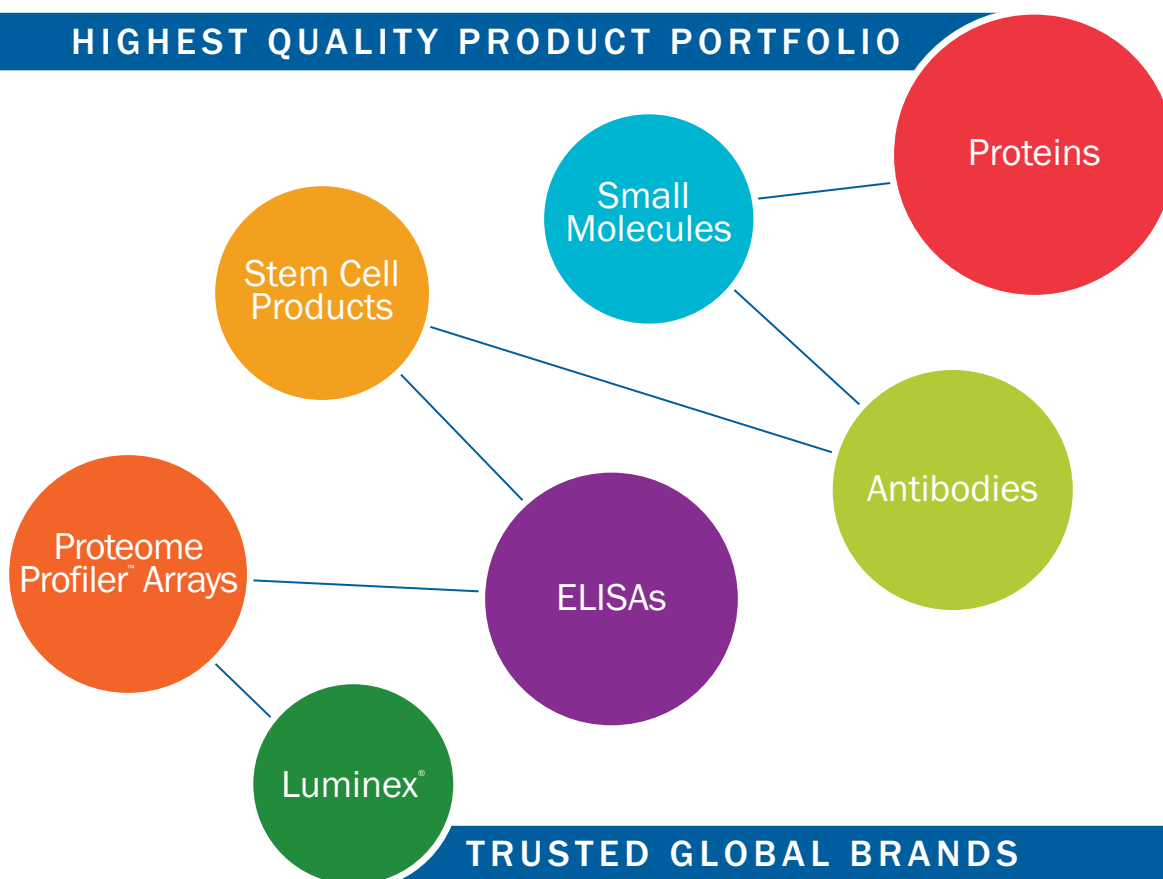 HIGHEST QUALITY PRODUCT PORTFOLIO
Proteins
Small
Molecules
Stem Cell
Products
Antibodies
Proteome
Profiler™ Arrays
ELISAs
Luminex®
TRUSTED GLOBAL BRANDS